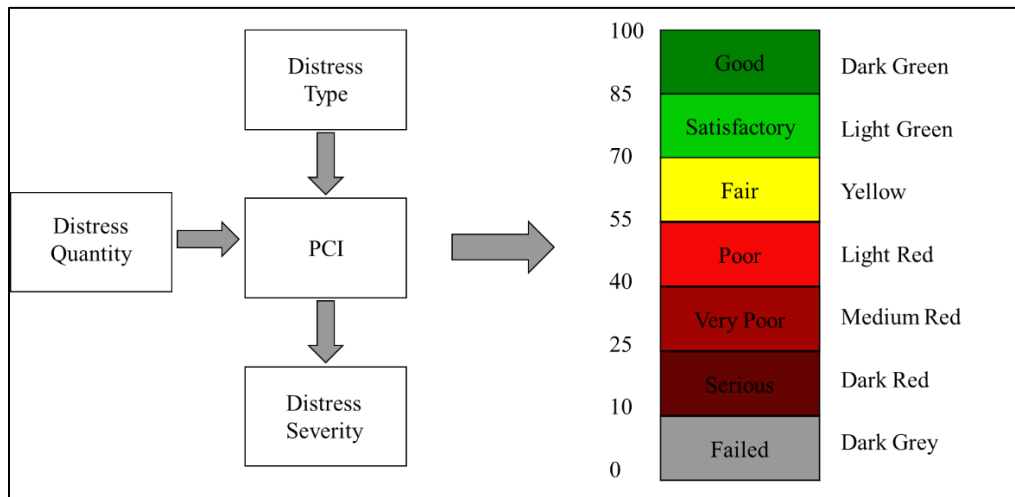 Distress
Type
Distress
Quantity
PCI
Distress
Severity
100
Good
Dark Green
85
Satisfactory
Light Green
70
Fair
Yellow
55
Poor
Light Red
40
Very Poor
Medium Red
25
Serious
Dark Red
10
Failed
Dark Grey
0